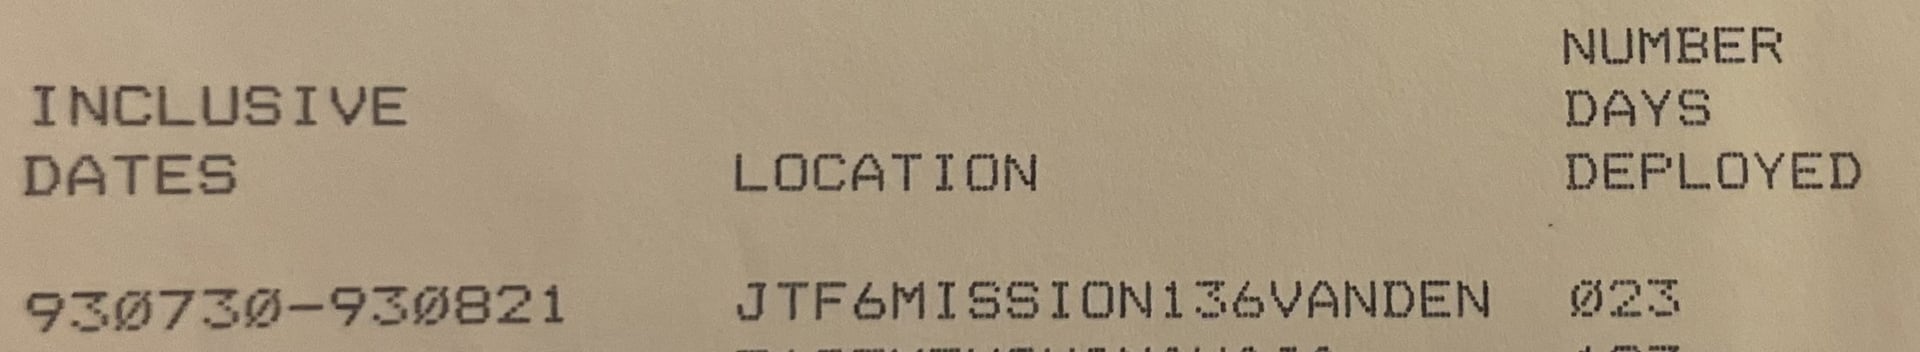 NUMBER
INCLUSIVE DAYS
DATES LOCATION DEPLOYED
930730-930821 JTF6MISSION136VANDEN 023